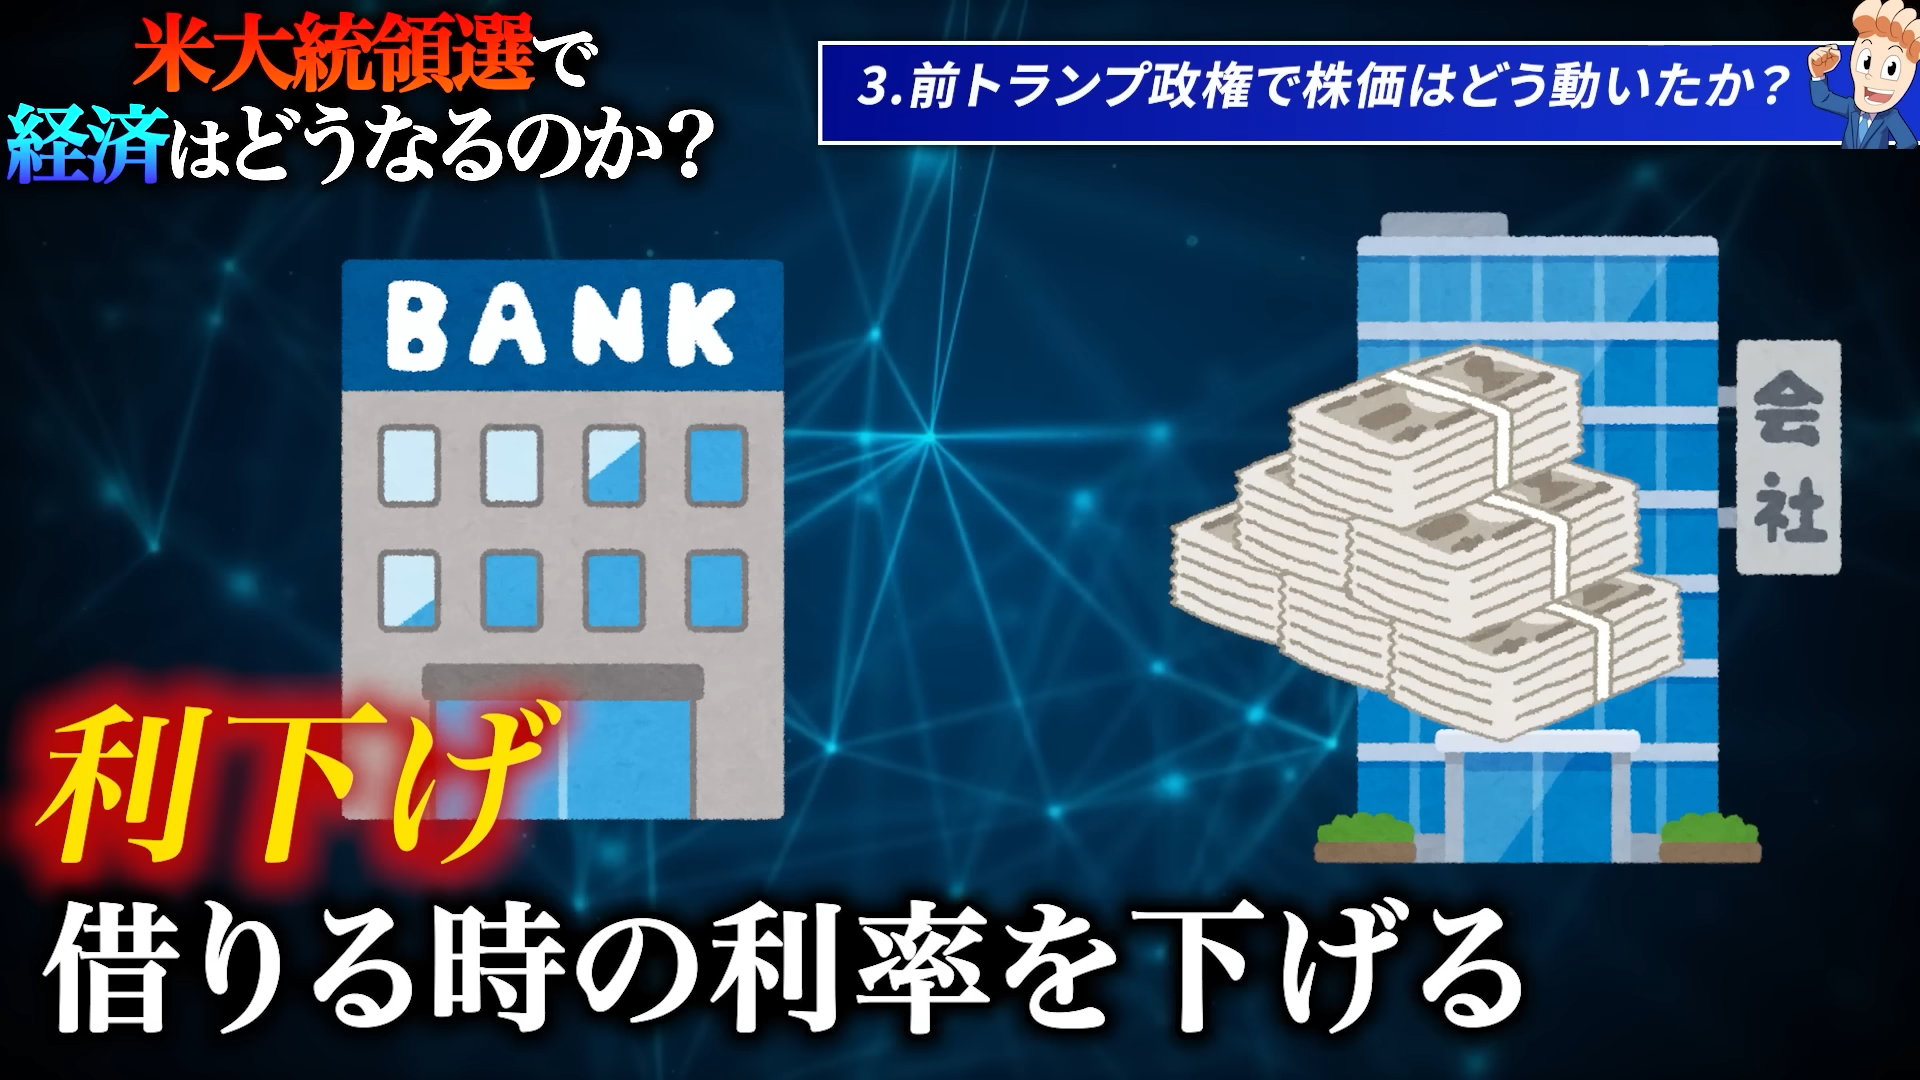 米大統領選で
経済はどうなるのか？
3.前トランプ政権で株価はどう動いたか？
BANK
会社
利下げ
借りる時の利率を下げる